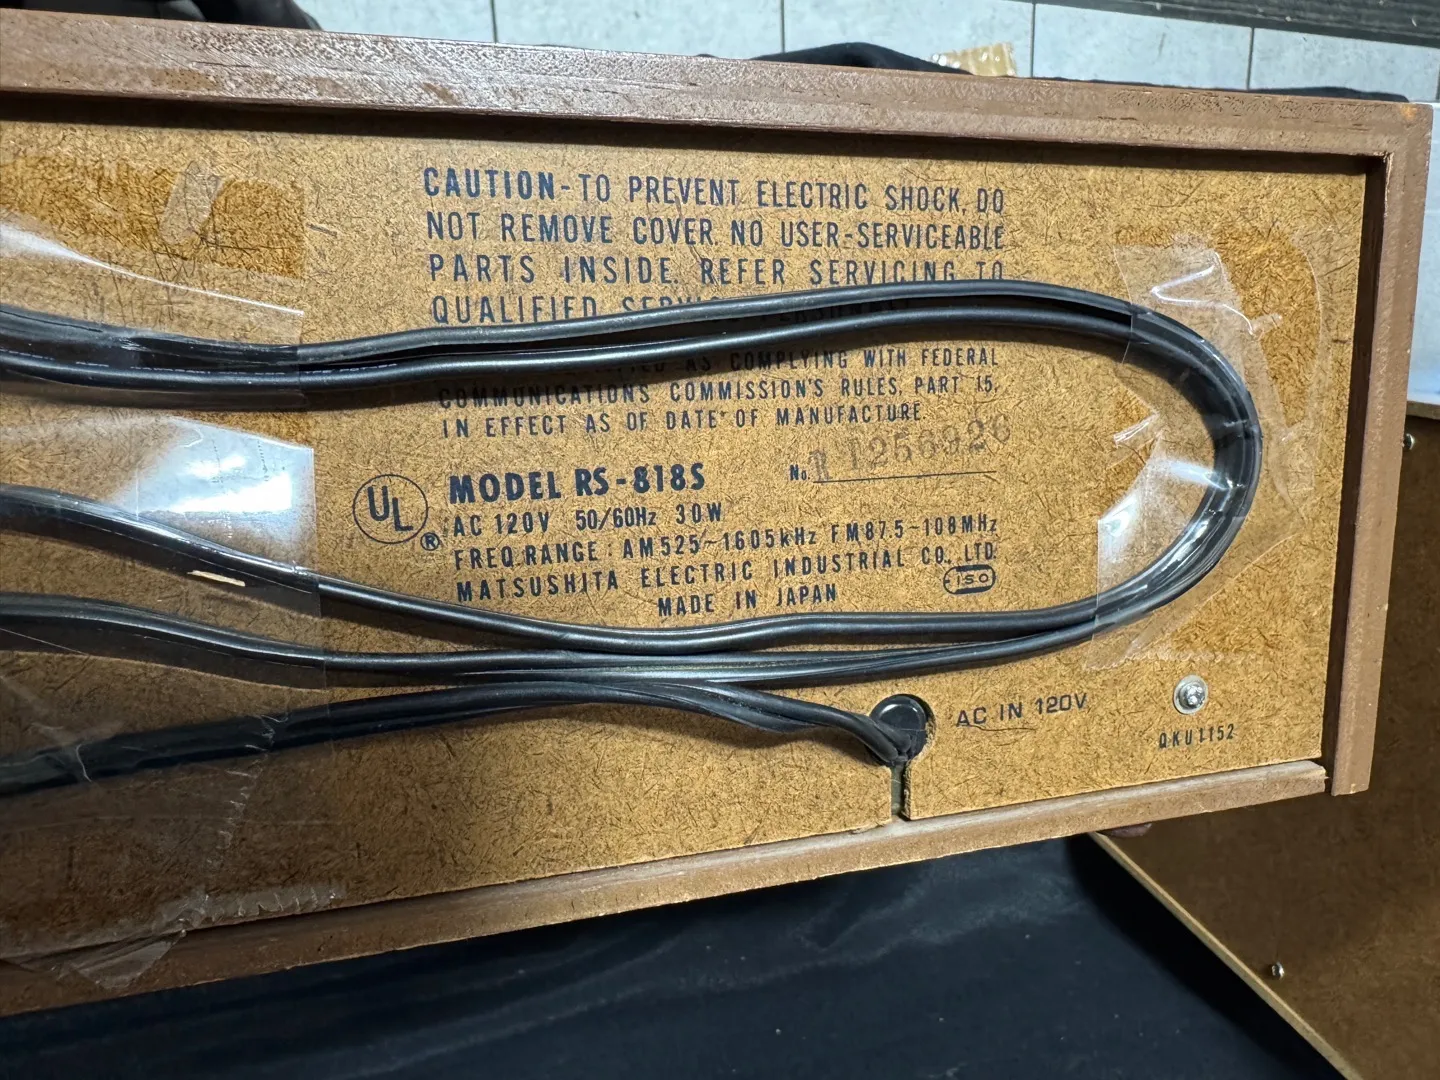 CAUTION-TO PREVENT ELECTRIC SHOCK, DO
NOT REMOVE COVER. NO USER-SERVICEABLE
PARTS INSIDE. REFER SERVICING TO
QUALIFIED
AS COMPLYING WITH FEDERAL
COMMUNICATIONS COMMISSION'S RULES, PART 15,
IN EFFECT AS OF DATE OF MANUFACTURE.
UL ®
MODEL RS-818S
No.
AC 120V 50/60Hz 30W
FREQ.RANGE : AM525~1605kHz FM87.5~108MHz
MATSUSHITA ELECTRIC INDUSTRIAL CO., LTD.
MADE IN JAPAN
ISO
AC IN 120V
QKU1152